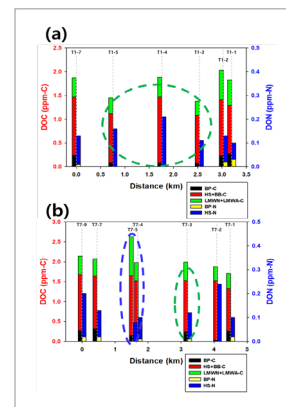 (a)
T1-7 T1-5 T1-4 T1-3 T1-2 T1-1
DOC (ppm-C)
2.5
2.0
1.5
1.0
0.5
0.0
DON (ppm-N)
0.5
0.4
0.3
0.2
0.1
0.0
0.0 0.5 1.0 1.5 2.0 2.5 3.0 3.5
Distance (km)
BP-C
HS+BB-C
LMWN+LMWA-C
BP-N
HS-N
(b)
T7-9 T7-7 T7-5 T7-4 T7-3 T7-2 T7-1
DOC (ppm-C)
3.0
2.5
2.0
1.5
1.0
0.5
0.0
DON (ppm-N)
0.5
0.4
0.3
0.2
0.1
0.0
0 1 2 3 4 5
Distance (km)
BP-C
HS+BB-C
LMWN+LMWA-C
BP-N
HS-N